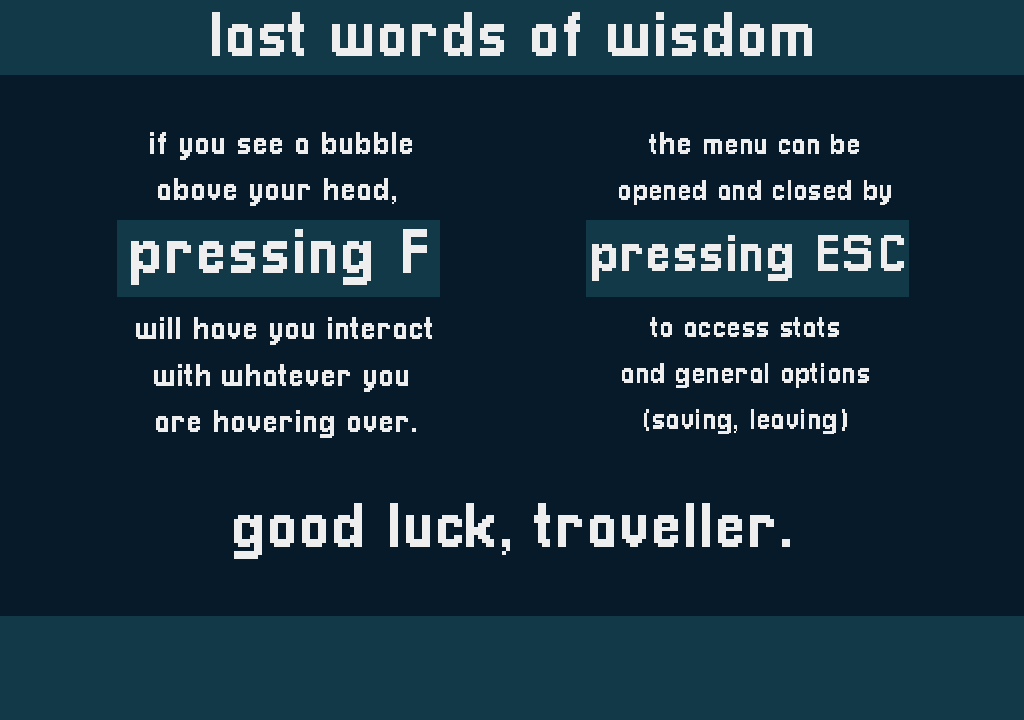 last words of wisdom
if you see a bubble
above your head,
pressing F
will have you interact
with whatever you
are hovering over.
the menu can be
opened and closed by
pressing ESC
to access stats
and general options
(saving, leaving)
good luck, traveller.